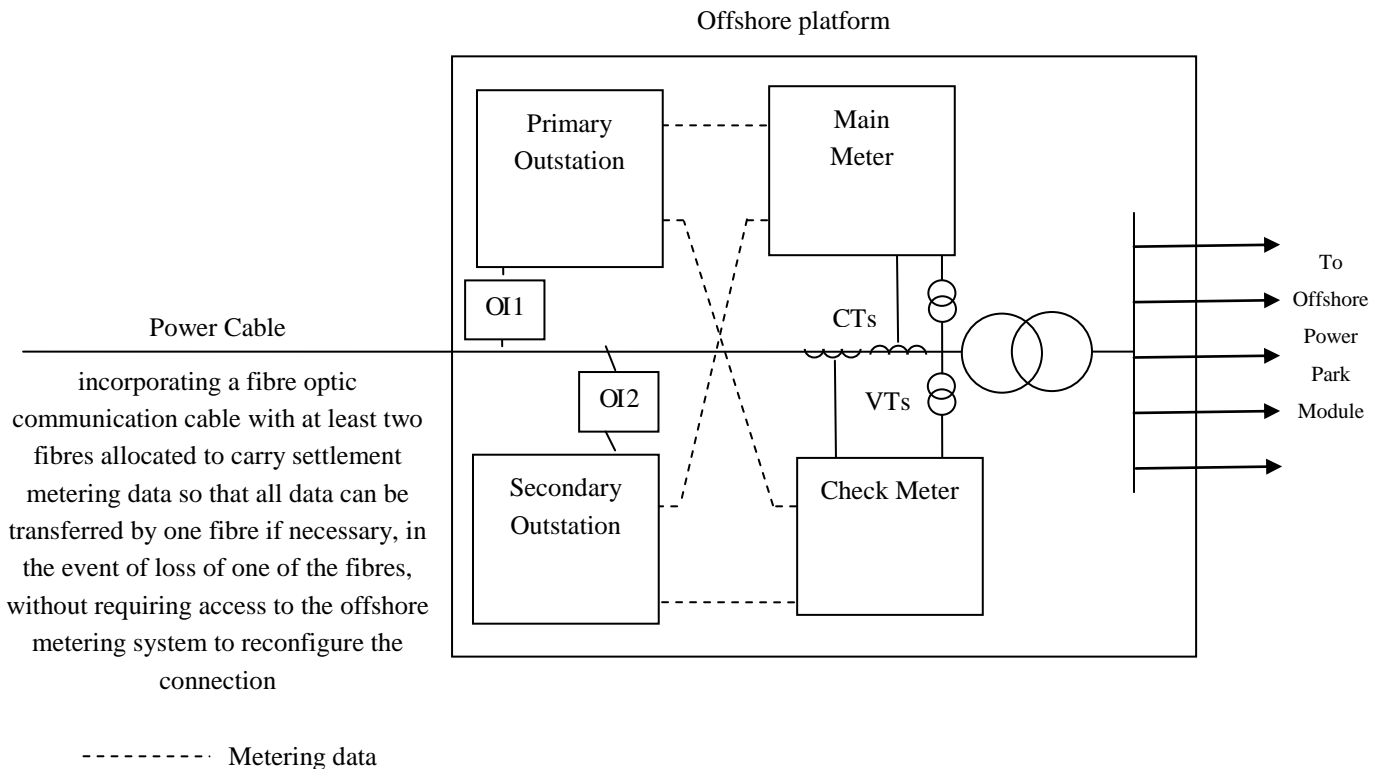 Offshore platform
Primary
Outstation
Main
Meter
OI1
CTs
To
Offshore
Power
Park
Module
Power Cable
incorporating a fibre optic
communication cable with at least two
fibres allocated to carry settlement
metering data so that all data can be
transferred by one fibre if necessary, in
the event of loss of one of the fibres,
without requiring access to the offshore
metering system to reconfigure the
connection
OI2
VTs
Secondary
Outstation
Check Meter
Metering data